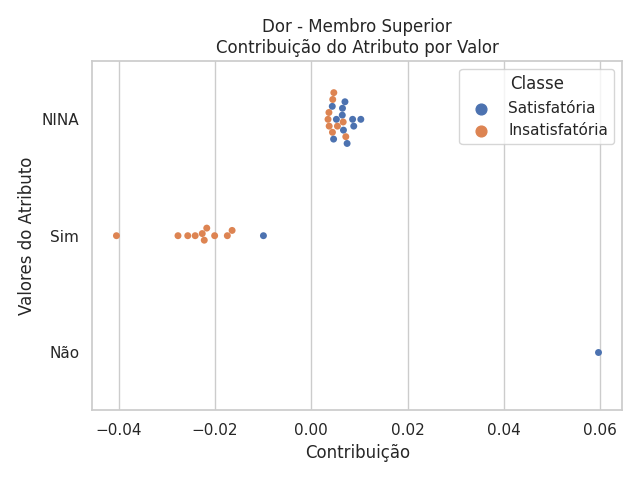 Dor - Membro Superior
Contribuição do Atributo por Valor
Classe
Satisfatória
Insatisfatória
Valores do Atributo
NINA
Sim
Não
−0.04
−0.02
0.00
0.02
0.04
0.06
Contribuição